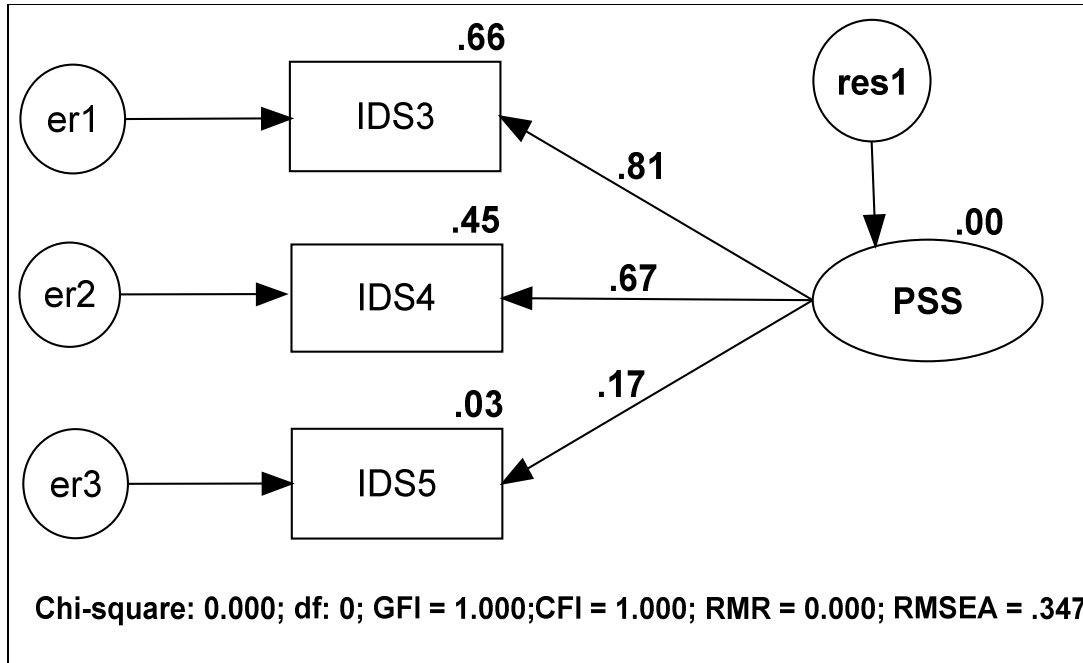 .66
er1
IDS3
res1
.81
.45
.00
er2
IDS4
.67
PSS
.03
.17
er3
IDS5
Chi-square: 0.000; df: 0; GFI = 1.000;CFI = 1.000; RMR = 0.000; RMSEA = .347